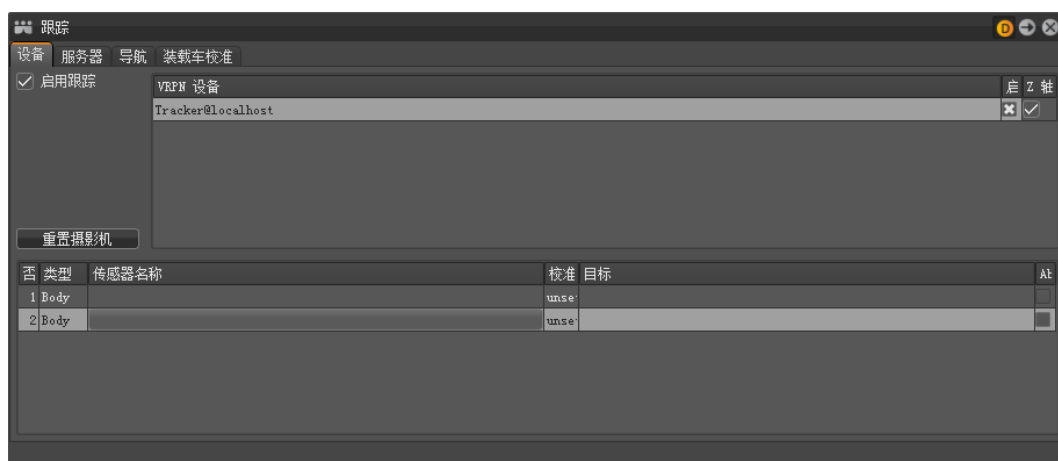 跟踪 D
设备 服务器 导航 装载车校准
启用跟踪
VRPN 设备 启 Z 轴
Tracker@localhost
重置摄影机
否 类型 传感器名称 校准 目标 Ab
1 Body unse
2 Body unse